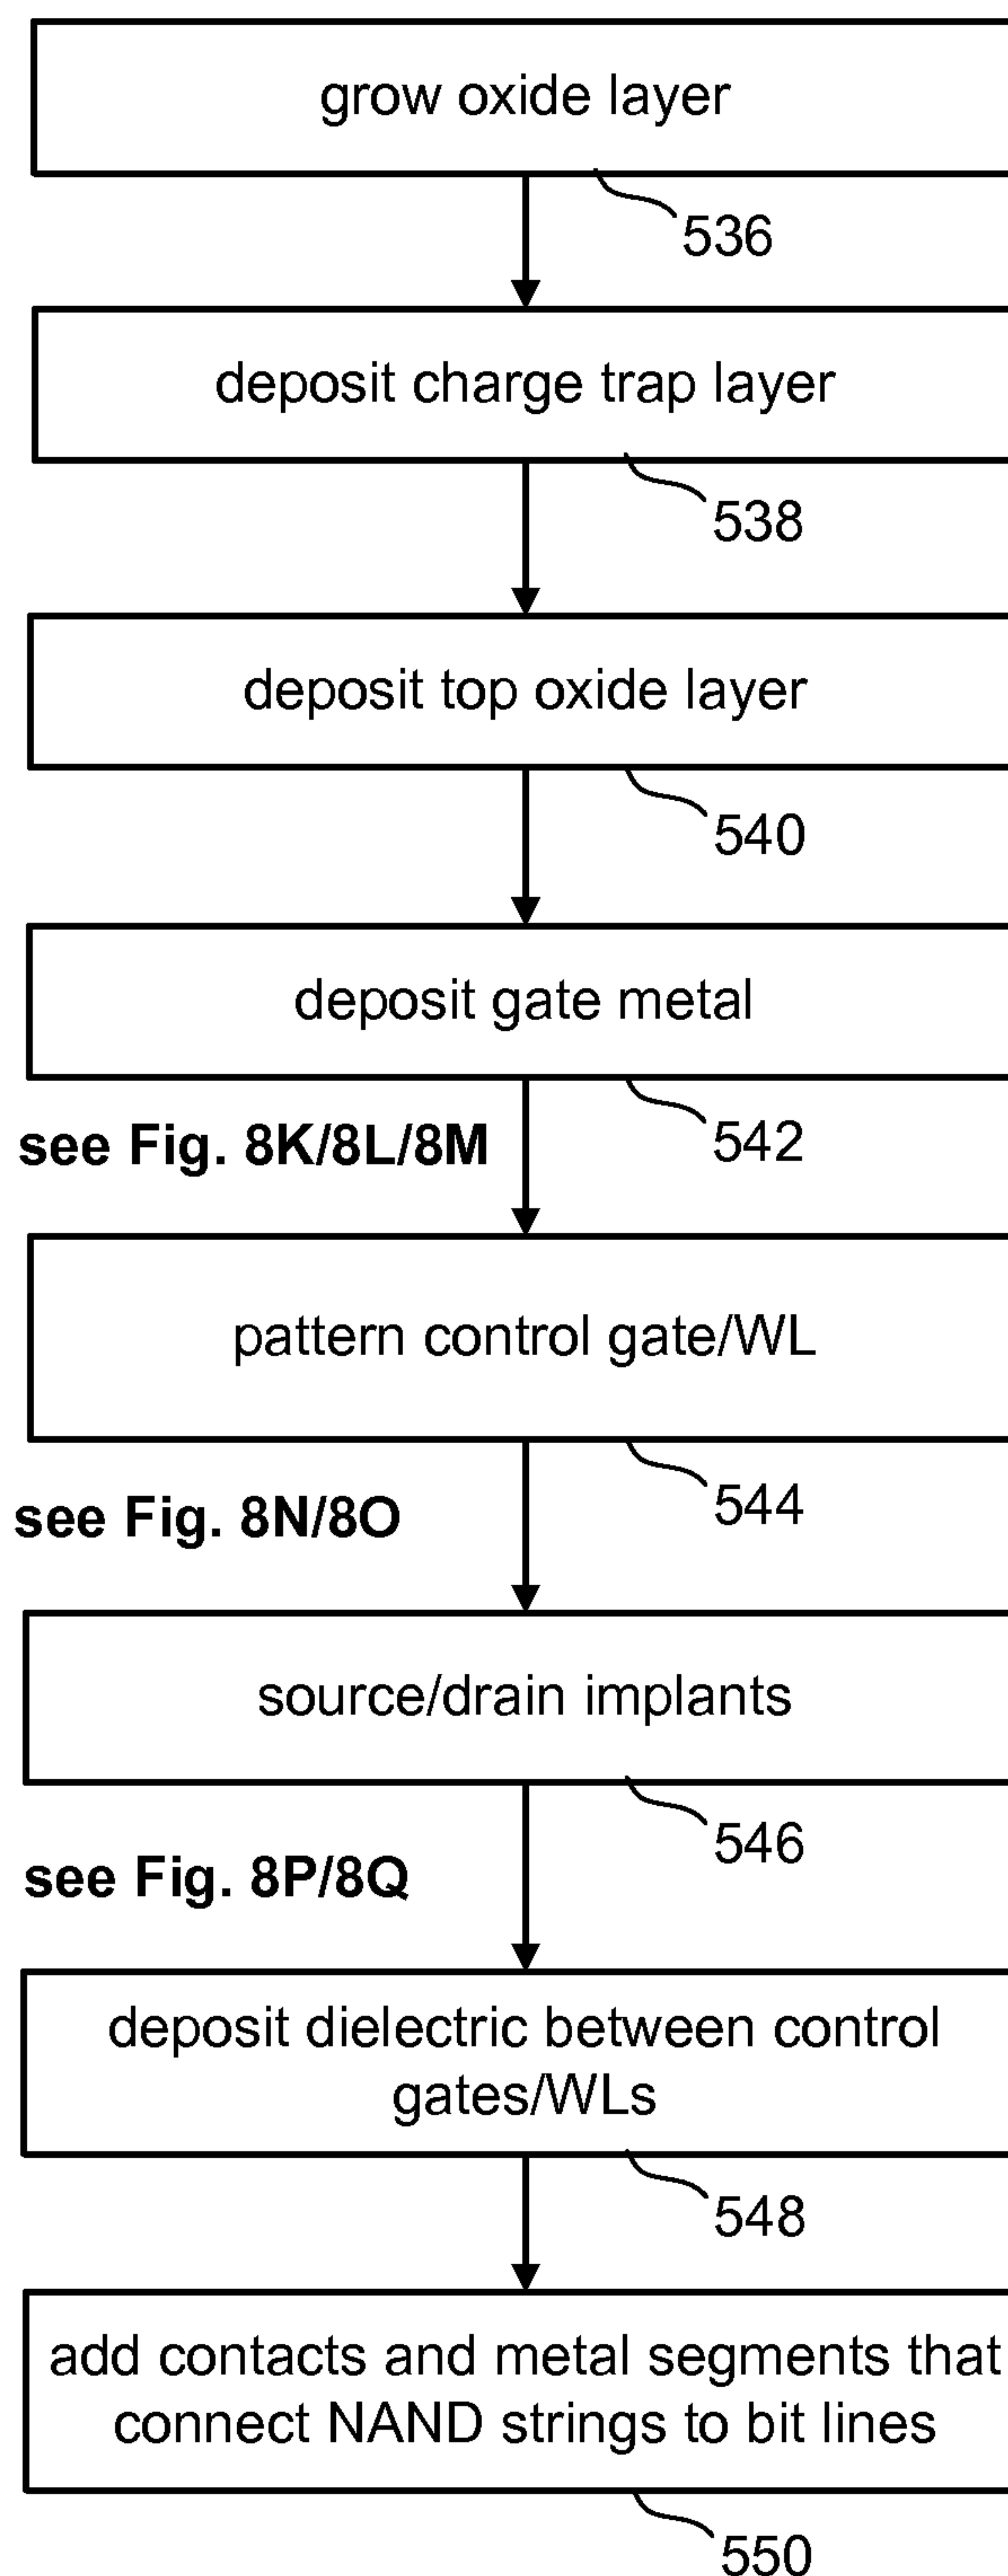 grow oxide layer
536
deposit charge trap layer
538
deposit top oxide layer
540
deposit gate metal
542
see Fig. 8K/8L/8M
pattern control gate/WL
544
see Fig. 8N/8O
source/drain implants
546
see Fig. 8P/8Q
deposit dielectric between control
gates/WLs
548
add contacts and metal segments that
connect NAND strings to bit lines
550